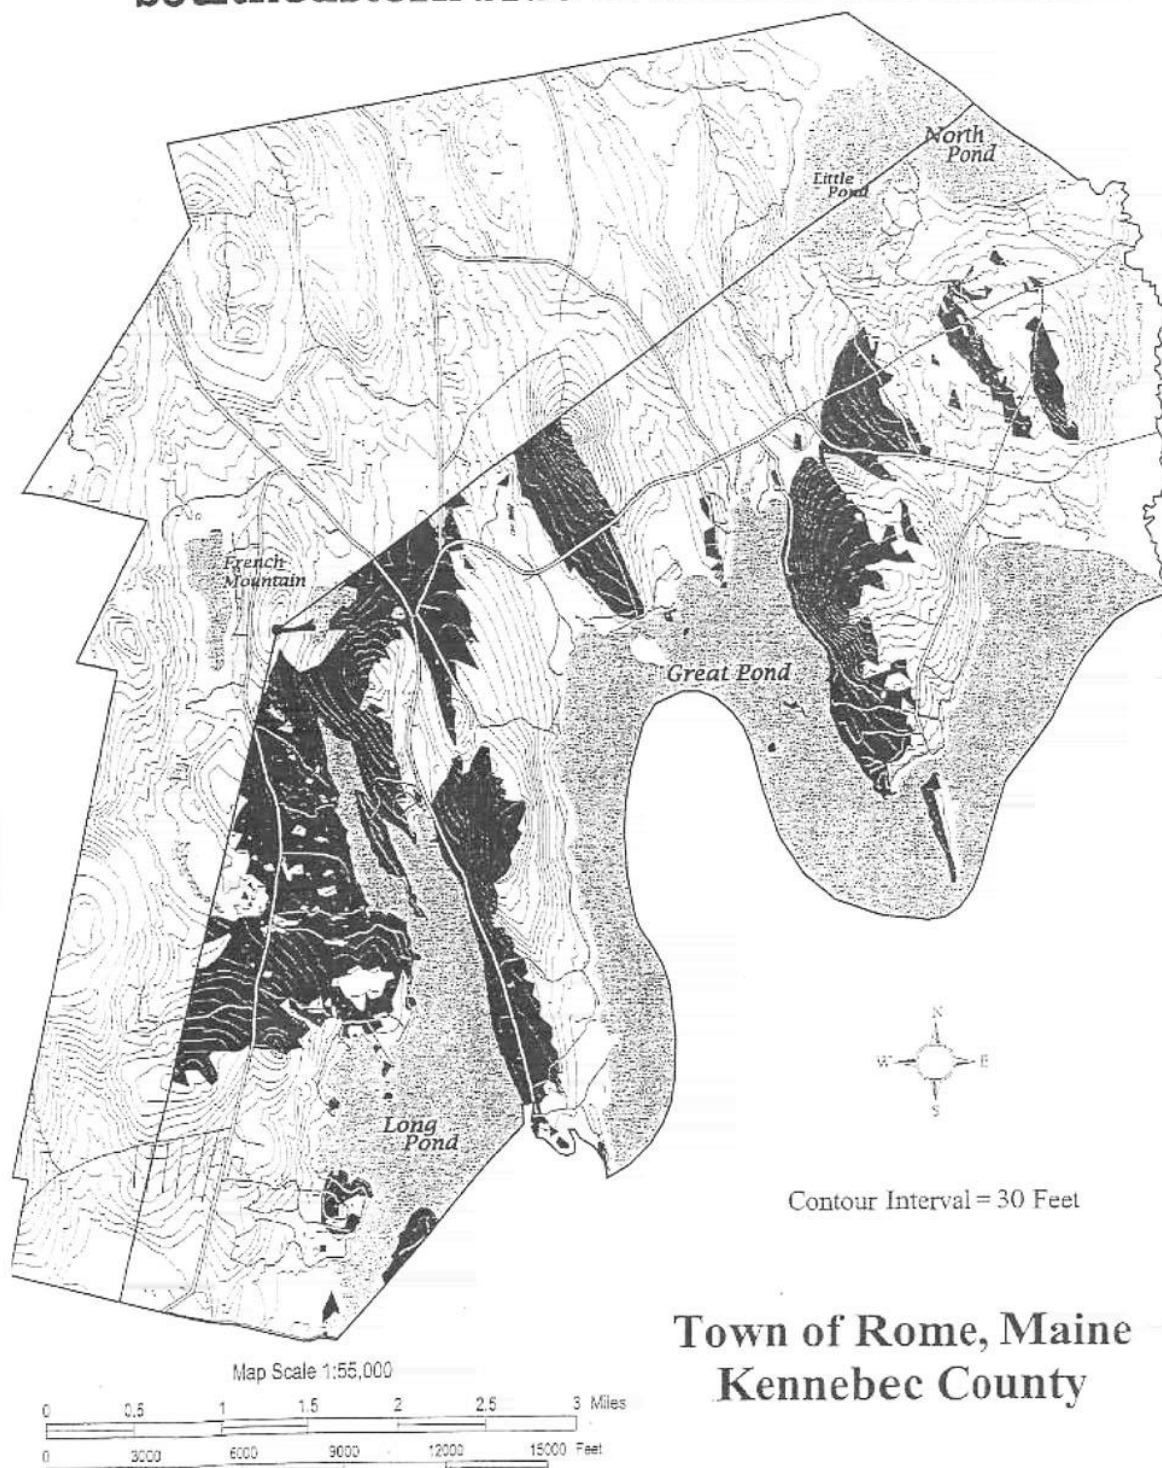 North
Pond
Little
Pond
French
Mountain
Great Pond
N
W
E
S
Long
Pond
Contour Interval = 30 Feet
Town of Rome, Maine
Kennebec County
Map Scale 1:55,000
0 0.5 1 1.5 2 2.5 3 Miles
0 3000 6000 9000 12000 15000 Feet